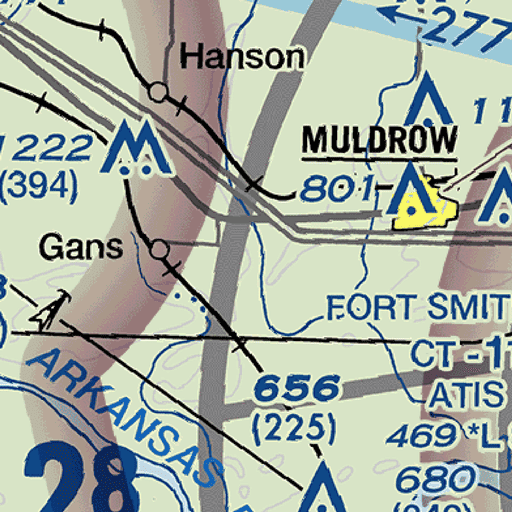 277
Hanson
11
MULDROW
1222
(394)
801
Gans
FORT SMIT
CT - 1
ARKANSAS
656
(225)
ATIS
469 *L
28
680